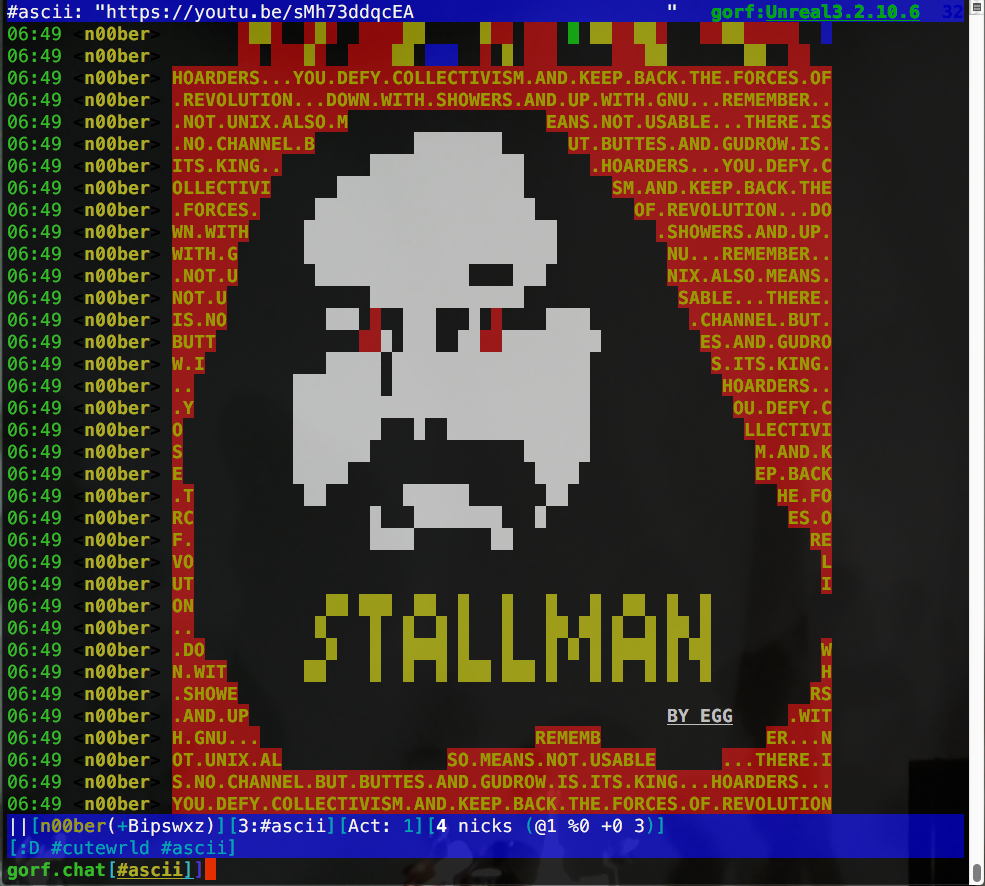 #ascii: "https://youtu.be/sMh73ddqcEA " gorf:Unreal3.2.10.6 32
06:49 <n00ber>
06:49 <n00ber>
06:49 <n00ber> HOARDERS...YOU.DEFY.COLLECTIVISM.AND.KEEP.BACK.THE.FORCES.OF
06:49 <n00ber> .REVOLUTION...DOWN.WITH.SHOWERS.AND.UP.WITH.GNU...REMEMBER..
06:49 <n00ber> .NOT.UNIX.ALSO.M EANS.NOT.USABLE...THERE.IS
06:49 <n00ber> .NO.CHANNEL.B UT.BUTTES.AND.GUDROW.IS.
06:49 <n00ber> ITS.KING.. .HOARDERS...YOU.DEFY.C
06:49 <n00ber> OLLECTIVI SM.AND.KEEP.BACK.THE
06:49 <n00ber> .FORCES. OF.REVOLUTION...DO
06:49 <n00ber> WN.WITH .SHOWERS.AND.UP.
06:49 <n00ber> WITH.G NU...REMEMBER..
06:49 <n00ber> .NOT.U NIX.ALSO.MEANS.
06:49 <n00ber> NOT.U SABLE...THERE.
06:49 <n00ber> IS.NO .CHANNEL.BUT.
06:49 <n00ber> BUTT ES.AND.GUDRO
06:49 <n00ber> W.I S.ITS.KING.
06:49 <n00ber> .. HOARDERS..
06:49 <n00ber> .Y OU.DEFY.C
06:49 <n00ber> O LLECTIVI
06:49 <n00ber> S M.AND.K
06:49 <n00ber> E EP.BACK
06:49 <n00ber> .T HE.FO
06:49 <n00ber> RC ES.O
06:49 <n00ber> F. RE
06:49 <n00ber> VO L
06:49 <n00ber> UT I
06:49 <n00ber> ON
06:49 <n00ber> ..
STALLMAN
06:49 <n00ber> .DO W
06:49 <n00ber> N.WIT H
06:49 <n00ber> .SHOWE RS
06:49 <n00ber> .AND.UP BY EGG .WIT
06:49 <n00ber> H.GNU... REMEMB ER...N
06:49 <n00ber> OT.UNIX.AL SO.MEANS.NOT.USABLE ...THERE.I
06:49 <n00ber> S.NO.CHANNEL.BUT.BUTTES.AND.GUDROW.IS.ITS.KING...HOARDERS...
06:49 <n00ber> YOU.DEFY.COLLECTIVISM.AND.KEEP.BACK.THE.FORCES.OF.REVOLUTION
||[n00ber(+Bipswxz)][3:#ascii][Act: 1][4 nicks (@1 %0 +0 3)]
[:D #cutewrld #ascii]
gorf.chat[#ascii]]